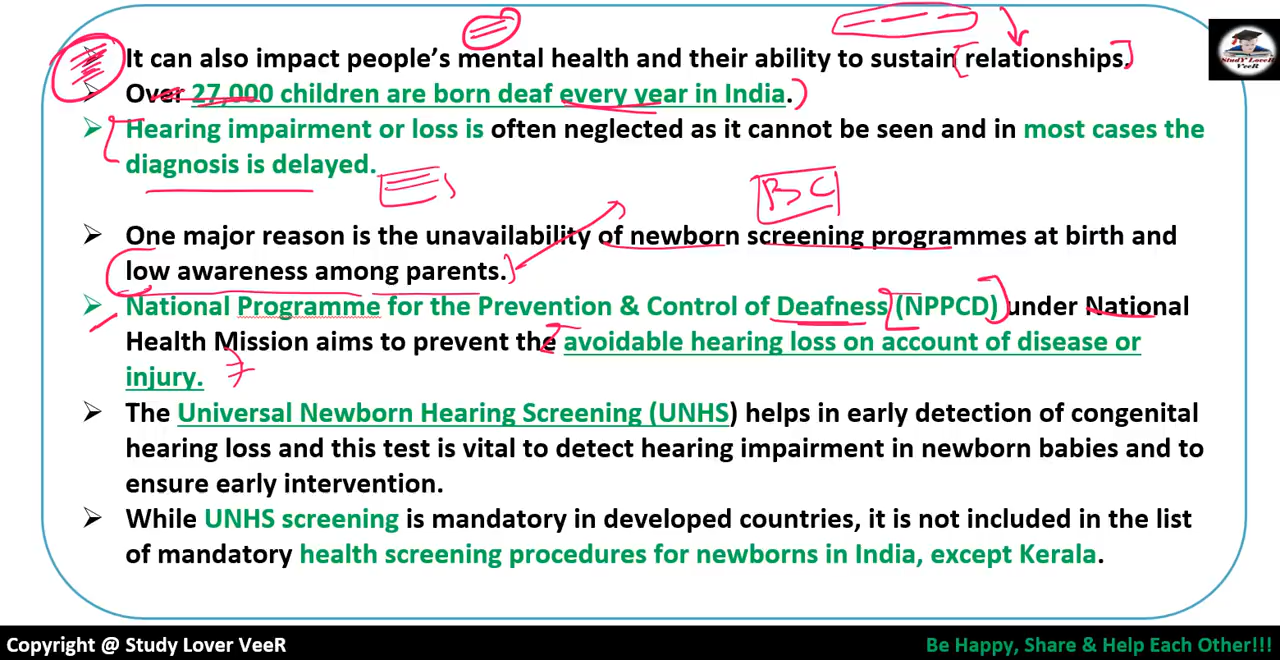 It can also impact people's mental health and their ability to sustain relationships.
Over 27,000 children are born deaf every year in India.
Hearing impairment or loss is often neglected as it cannot be seen and in most cases the
diagnosis is delayed.
BC
One major reason is the unavailability of newborn screening programmes at birth and
low awareness among parents.
National Programme for the Prevention & Control of Deafness (NPPCD) under National
Health Mission aims to prevent the avoidable hearing loss on account of disease or
injury.
The Universal Newborn Hearing Screening (UNHS) helps in early detection of congenital
hearing loss and this test is vital to detect hearing impairment in newborn babies and to
ensure early intervention.
While UNHS screening is mandatory in developed countries, it is not included in the list
of mandatory health screening procedures for newborns in India, except Kerala.
StudY LoveR
VeeR
Copyright @ Study Lover VeeR
Be Happy, Share & Help Each Other!!!